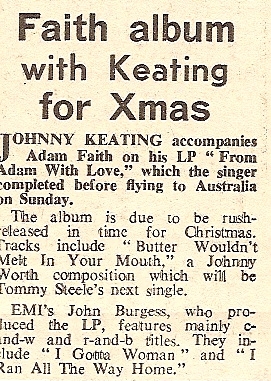 Faith album
with Keating
for Xmas
JOHNNY KEATING accompanies
Adam Faith on his LP “From
Adam With Love,” which the singer
completed before flying to Australia
on Sunday.
The album is due to be rush-
released in time for Christmas.
Tracks include “Butter Wouldn't
Melt In Your Mouth,” a Johnny
Worth composition which will be
Tommy Steele's next single.
EMI's John Burgess, who pro-
duced the LP, features mainly c-
and-w and r-and-b titles. They in-
clude “I Gotta Woman” and “I
Ran All The Way Home.”